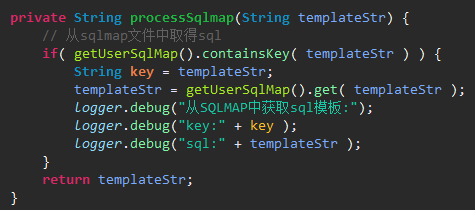 private String processSqlmap(String templateStr) {
// 从sqlmap文件中取得sql
if( getUserSqlMap().containsKey( templateStr ) ) {
String key = templateStr;
templateStr = getUserSqlMap().get( templateStr );
logger.debug("从SQLMAP中获取sql模板:");
logger.debug("key:" + key );
logger.debug("sql:" + templateStr );
}
return templateStr;
}